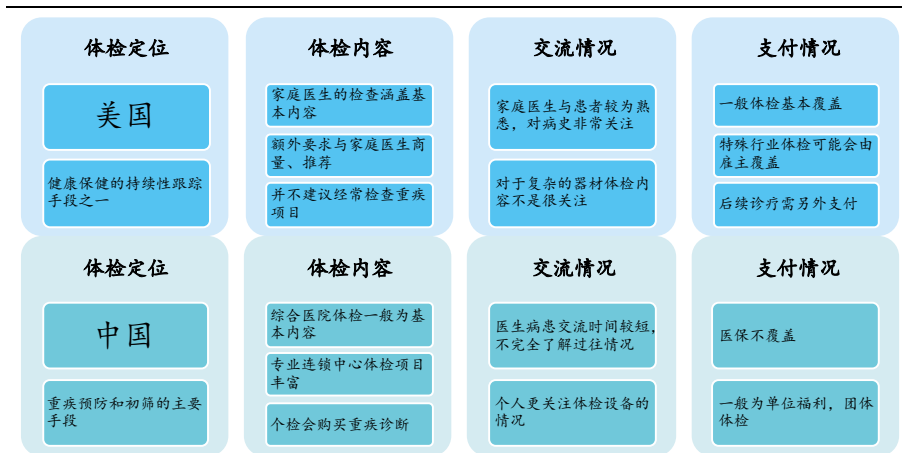 体检定位
美国
健康保健的持续性跟踪
手段之一
体检内容
家庭医生的检查涵盖基
本内容
额外要求与家庭医生商
量、推荐
并不建议经常检查重疾
项目
交流情况
家庭医生与患者较为熟
悉，对病史非常关注
对于复杂的器材体检内
容不是很关注
支付情况
一般体检基本覆盖
特殊行业体检可能会由
雇主覆盖
后续诊疗需另外支付
体检定位
中国
重疾预防和初筛的主要
手段
体检内容
综合医院体检一般为基
本内容
专业连锁中心体检项目
丰富
个检会购买重疾诊断
交流情况
医生病患交流时间较短，
不完全了解过往情况
个人更关注体检设备的
情况
支付情况
医保不覆盖
一般为单位福利，团体
体检